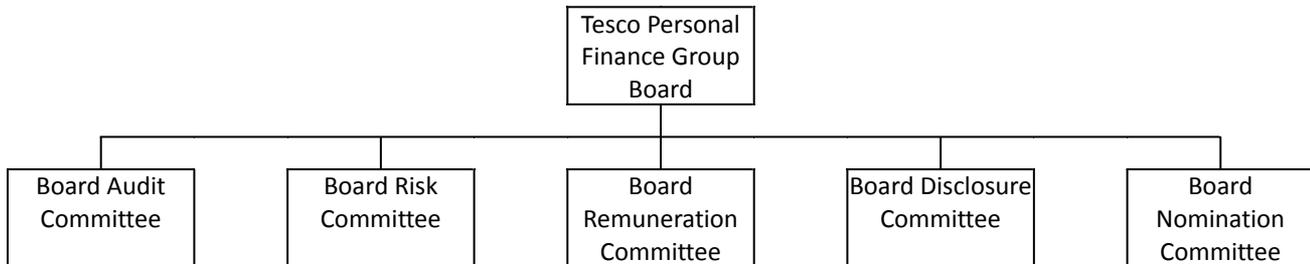 Tesco Personal
Finance Group
Board
Board Audit
Committee
Board Risk
Committee
Board
Remuneration
Committee
Board Disclosure
Committee
Board
Nomination
Committee